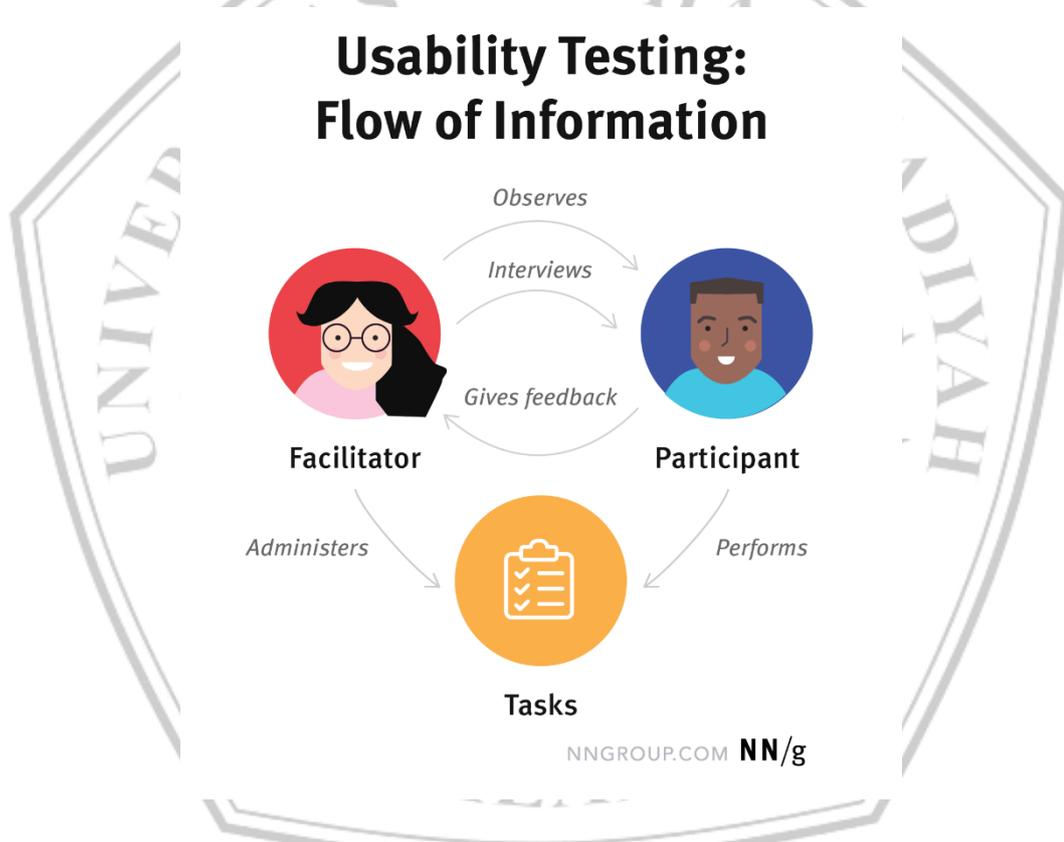 Usability Testing:
Flow of Information
Observes
Interviews
Gives feedback
Facilitator
Participant
Administers
Performs
Tasks
NNGROUP.COM NN/g